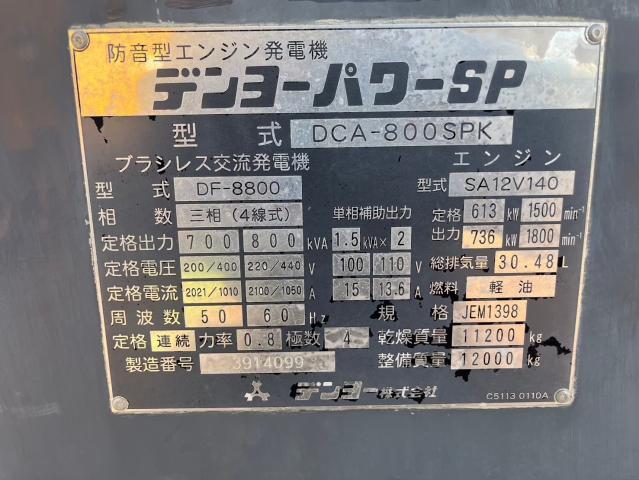 防音型エンジン発電機
デンヨーパワーSP
型式 DCA-800SPK
ブラシレス交流発電機 エンジン
型式 DF-8800 型式 SA12V140
相数 三相(4線式) 単相補助出力 定格 613 kW 1500 min⁻¹
定格出力 700 800 kVA 1.5 kVA× 2 出力 736 kW 1800 min⁻¹
定格電圧 200/400 220/440 V 100 110 V 総排気量 30.48 L
定格電流 2021/1010 2100/1050 A 15 13.6 A 燃料 軽油
周波数 50 60 Hz 規格 JEM1398
定格 連続 力率 0.8 極数 4 乾燥質量 11200 kg
製造番号 3914099 整備質量 12000 kg
デンヨー株式会社 C5113 0110A